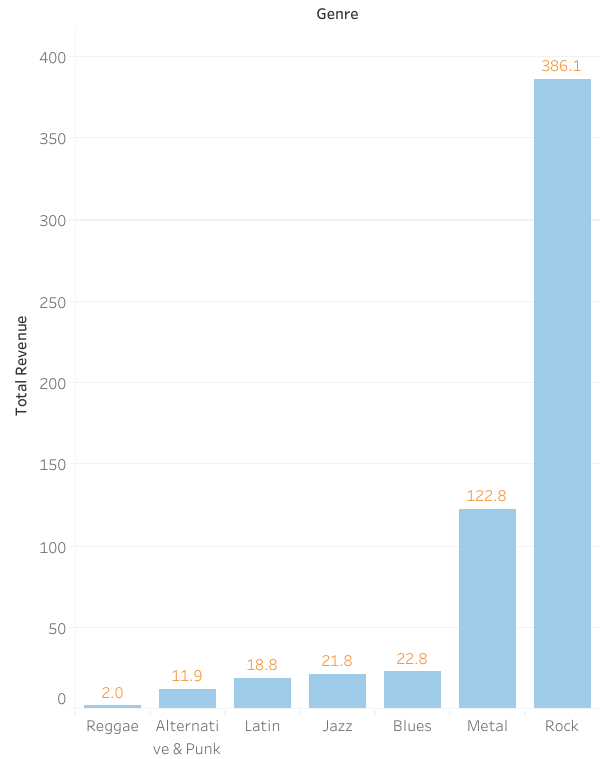 Genre
Total Revenue
400
350
300
250
200
150
100
50
0
2.0
11.9
18.8
21.8
22.8
122.8
386.1
Reggae
Alternati
ve & Punk
Latin
Jazz
Blues
Metal
Rock